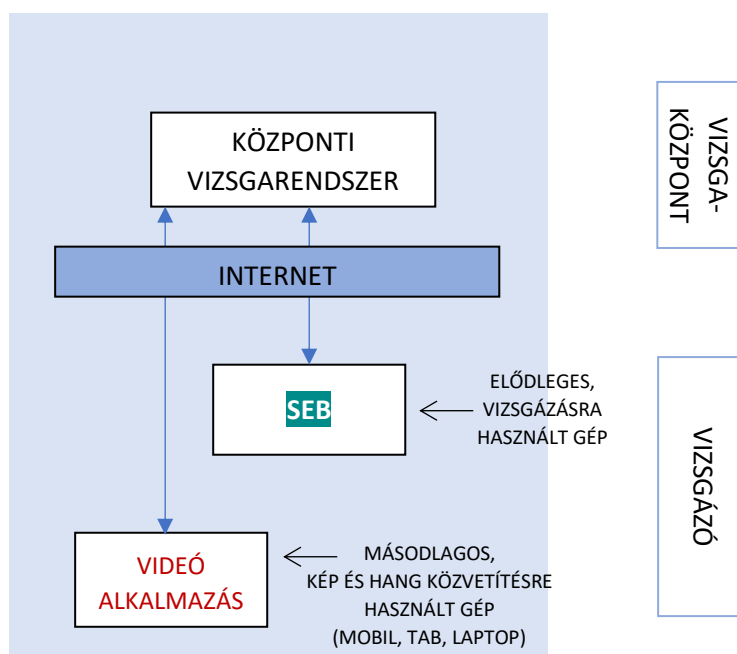 KÖZPONTI
VIZSGARENDSZER
VIZSGA-
KÖZPONT
INTERNET
SEB
ELŐDLEGES,
VIZSGÁZÁSRA
HASZNÁLT GÉP
VIZSGÁZÓ
VIDEÓ
ALKALMAZÁS
MÁSODLAGOS,
KÉP ÉS HANG KÖZVETÍTÉSRE
HASZNÁLT GÉP
(MOBIL, TAB, LAPTOP)